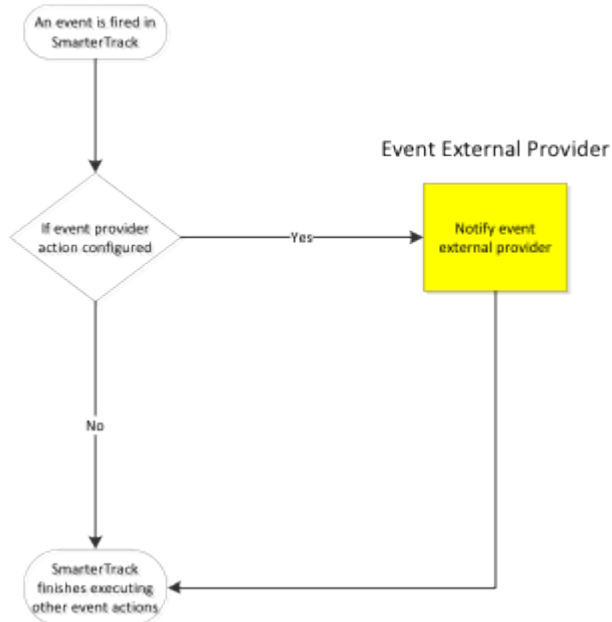 An event is fired in
SmarterTrack
Event External Provider
If event provider
action configured
Yes
Notify event
external provider
No
SmarterTrack
finishes executing
other event actions